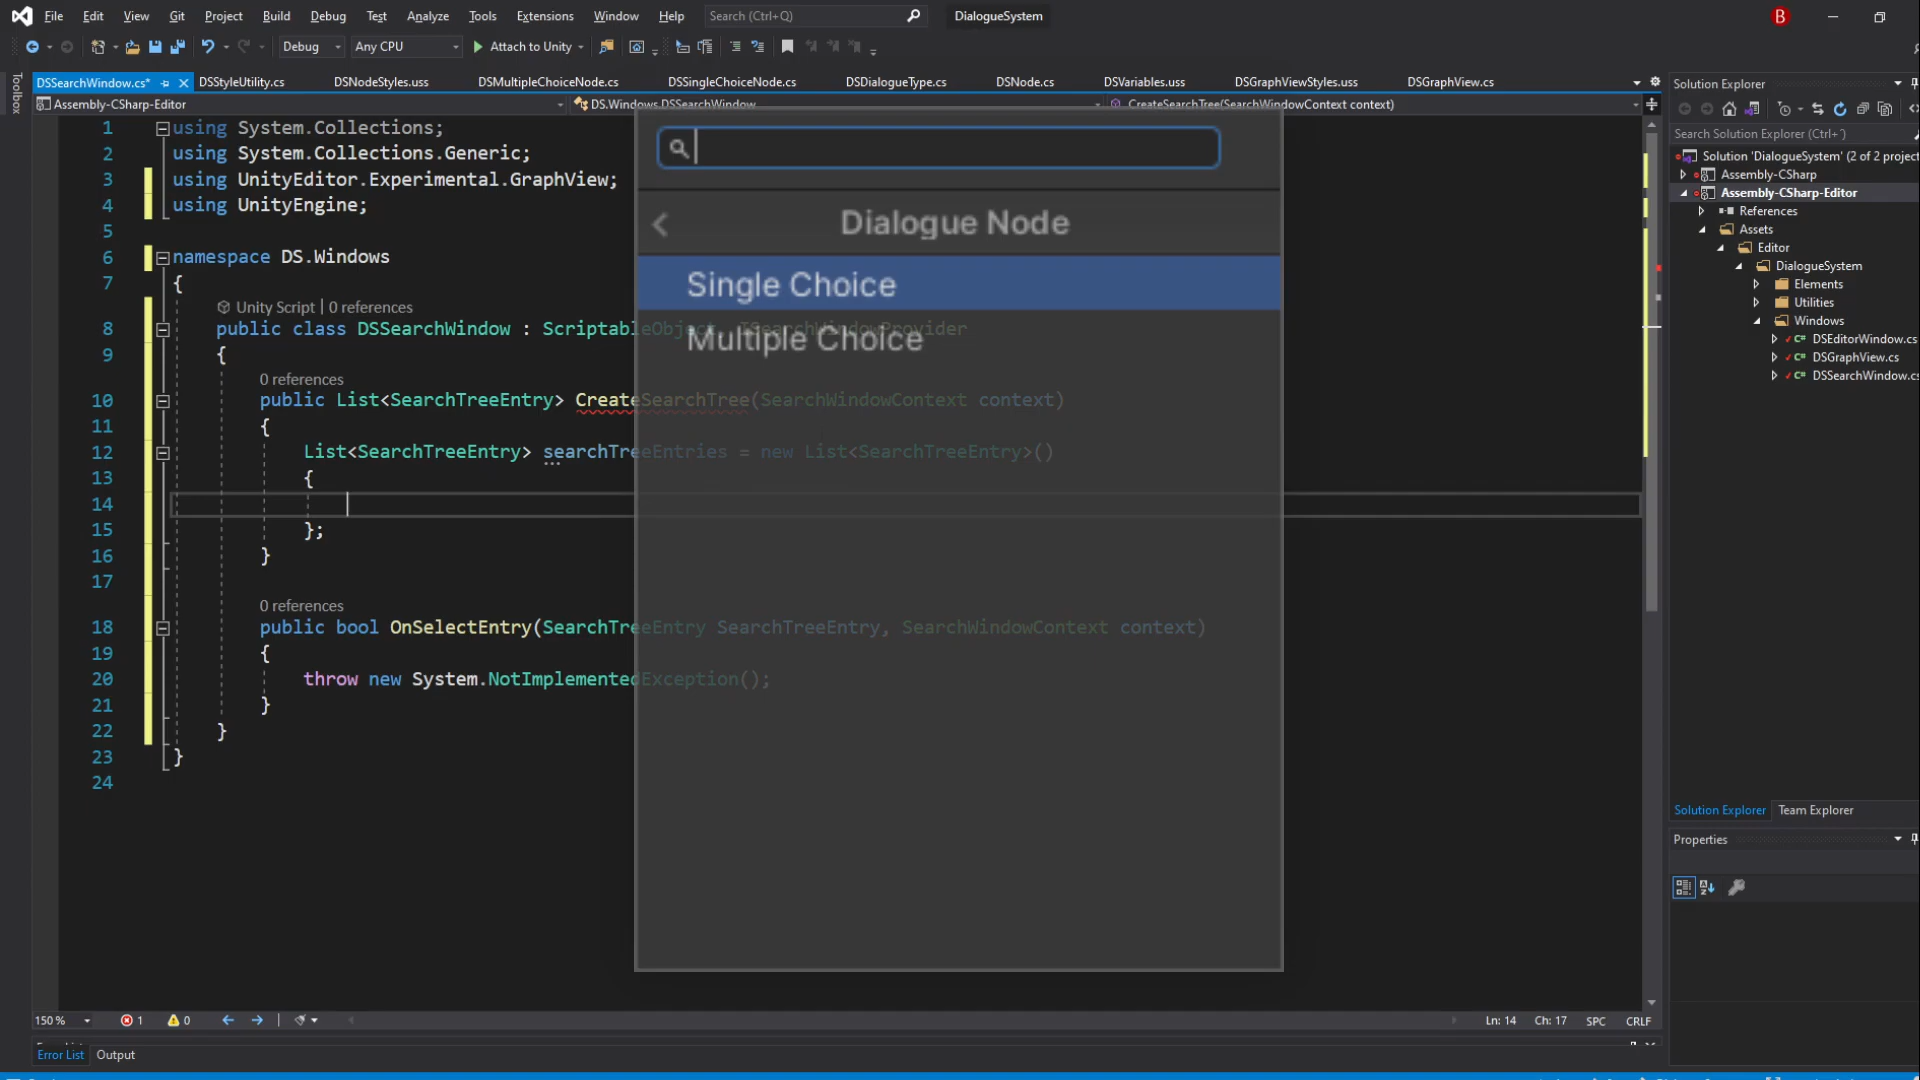 File Edit View Git Project Build Debug Test Analyze Tools Extensions Window Help Search (Ctrl+Q) DialogueSystem B
Debug Any CPU Attach to Unity
Toolbox
DSSearchWindow.cs* DSStyleUtility.cs DSNodeStyles.uss DSMultipleChoiceNode.cs DSSingleChoiceNode.cs DSDialogueType.cs DSNode.cs DSVariables.uss DSGraphViewStyles.uss DSGraphView.cs
Assembly-CSharp-Editor DS.Windows.DSSearchWindow CreateSearchTree(SearchWindowContext context)
1 using System.Collections;
2 using System.Collections.Generic;
3 using UnityEditor.Experimental.GraphView;
4 using UnityEngine;
5
6 namespace DS.Windows
7 {
Unity Script | 0 references
8 public class DSSearchWindow : ScriptableObject, ISearchWindowProvider
9 {
0 references
10 public List<SearchTreeEntry> CreateSearchTree(SearchWindowContext context)
11 {
12 List<SearchTreeEntry> searchTreeEntries = new List<SearchTreeEntry>()
13 {
14
15 };
16 }
17
0 references
18 public bool OnSelectEntry(SearchTreeEntry SearchTreeEntry, SearchWindowContext context)
19 {
20 throw new System.NotImplementedException();
21 }
22 }
23 }
24
Dialogue Node
Single Choice
Multiple Choice
Solution Explorer
Search Solution Explorer (Ctrl+')
Solution 'DialogueSystem' (2 of 2 project
Assembly-CSharp
Assembly-CSharp-Editor
References
Assets
Editor
DialogueSystem
Elements
Utilities
Windows
DSEditorWindow.cs
DSGraphView.cs
DSSearchWindow.cs
Solution Explorer Team Explorer
Properties
150 % 1 0 Ln: 14 Ch: 17 SPC CRLF
Error List Output